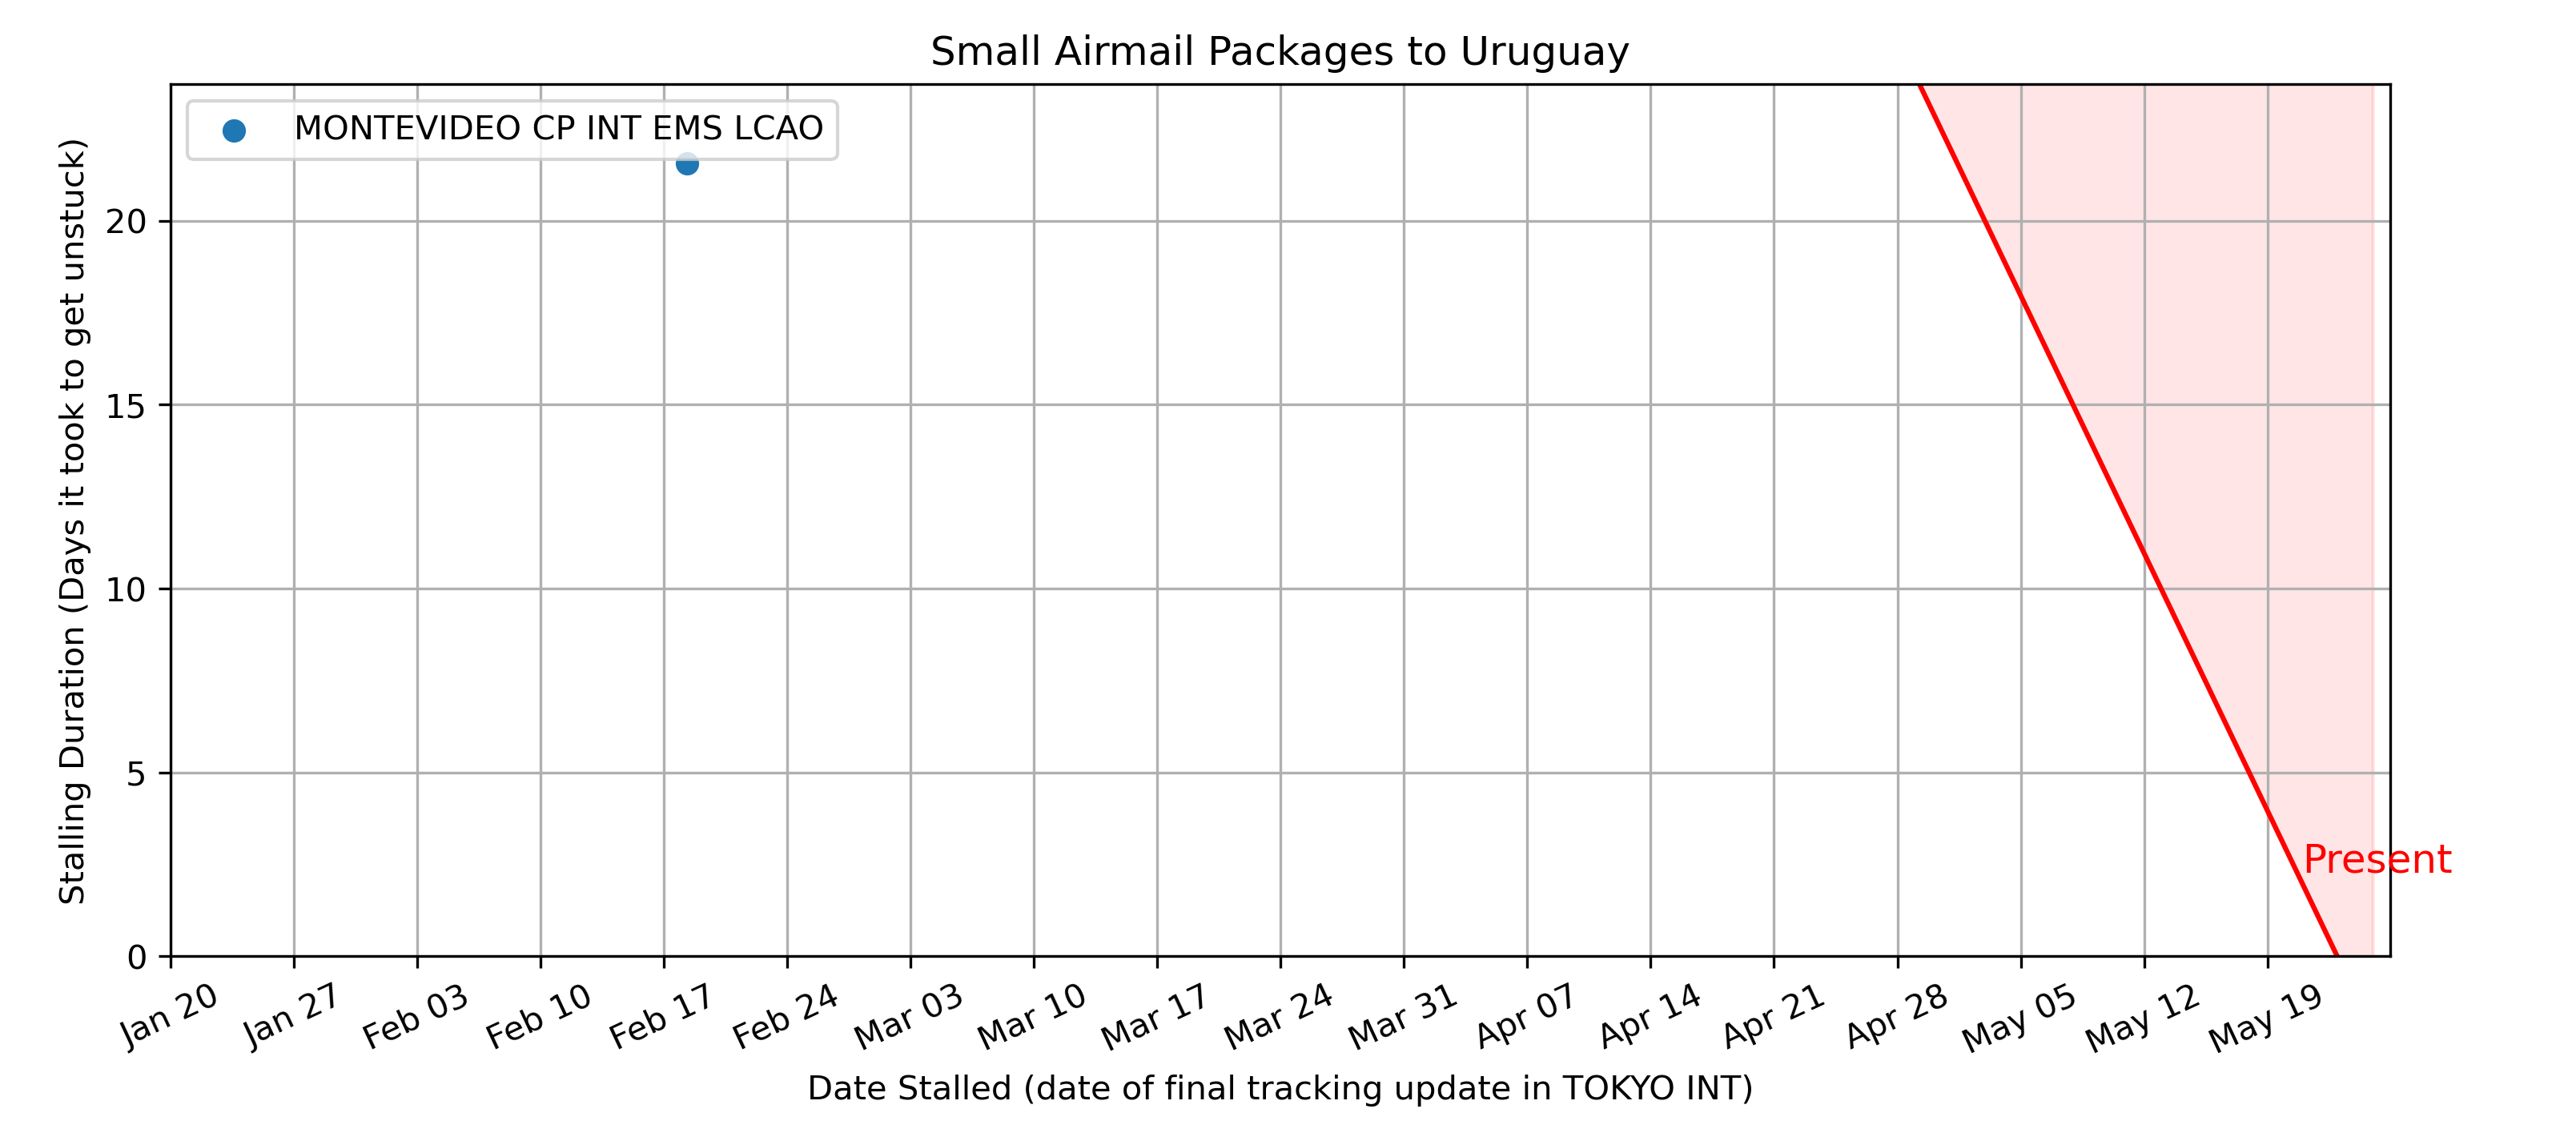 Small Airmail Packages to Uruguay
MONTEVIDEO CP INT EMS LCAO
Stalling Duration (Days it took to get unstuck)
20
15
10
5
0
Present
Jan 20
Jan 27
Feb 03
Feb 10
Feb 17
Feb 24
Mar 03
Mar 10
Mar 17
Mar 24
Mar 31
Apr 07
Apr 14
Apr 21
Apr 28
May 05
May 12
May 19
Date Stalled (date of final tracking update in TOKYO INT)